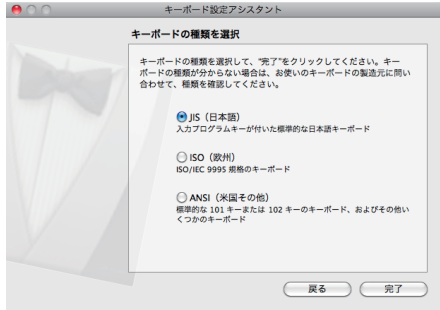 キーボード設定アシスタント
キーボードの種類を選択
キーボードの種類を選択して、"完了"をクリックしてください。キー
ボードの種類が分からない場合は、お使いのキーボードの製造元に問い
合わせて、種類を確認してください。
JIS（日本語）
入力プログラムキーが付いた標準的な日本語キーボード
ISO（欧州）
ISO/IEC 9995 規格のキーボード
ANSI（米国その他）
標準的な 101 キーまたは 102 キーのキーボード、およびその他い
くつかのキーボード
戻る 完了